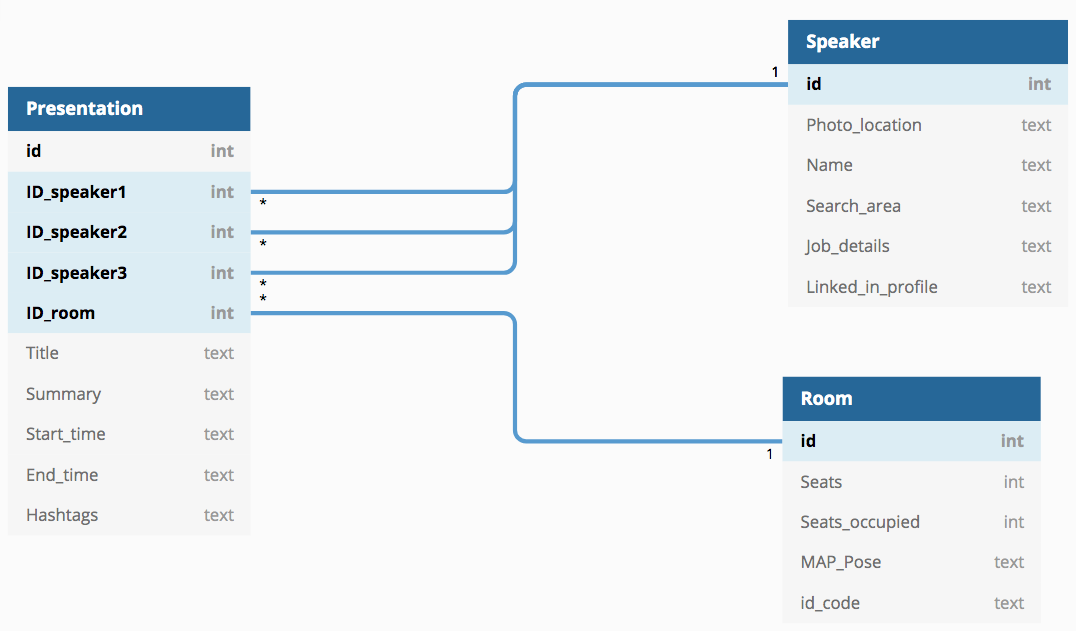 Presentation
id int
ID_speaker1 int
*
ID_speaker2 int
*
ID_speaker3 int
*
*
ID_room int
Title text
Summary text
Start_time text
End_time text
Hashtags text
Speaker
1
id int
Photo_location text
Name text
Search_area text
Job_details text
Linked_in_profile text
Room
id int
1
Seats int
Seats_occupied int
MAP_Pose text
id_code text